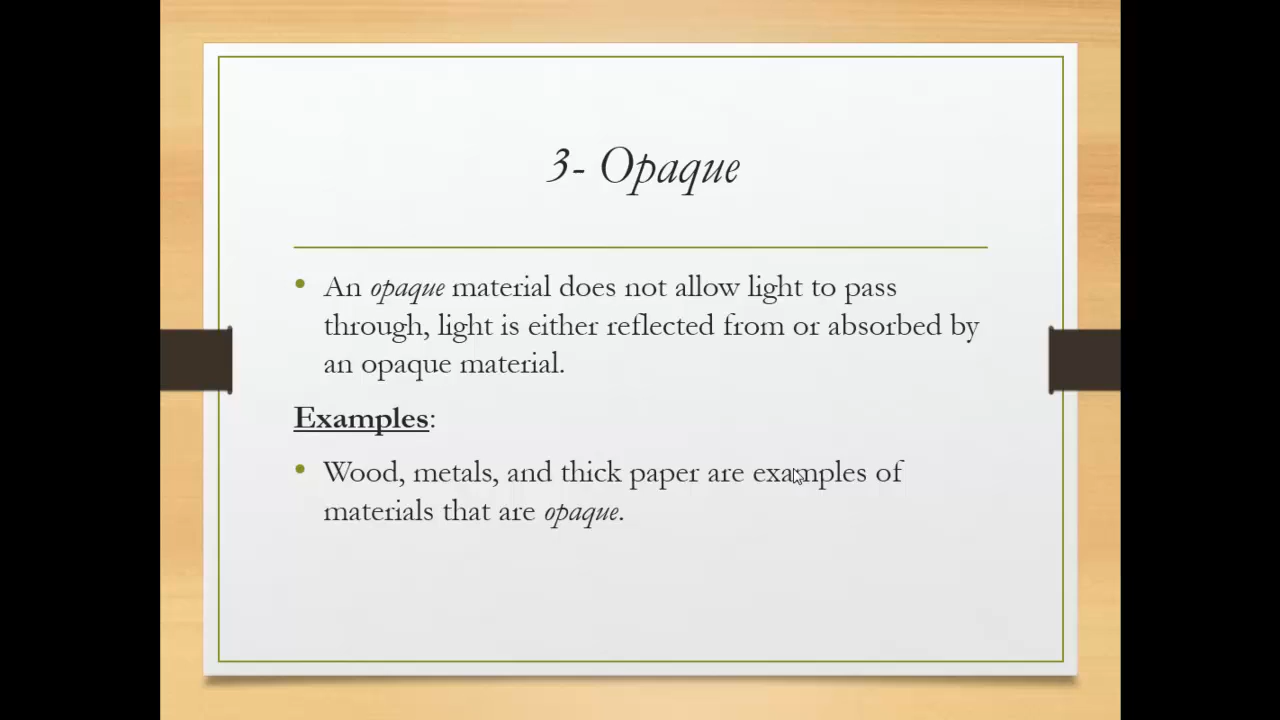 3- Opaque
• An opaque material does not allow light to pass
through, light is either reflected from or absorbed by
an opaque material.
Examples:
• Wood, metals, and thick paper are examples of
materials that are opaque.